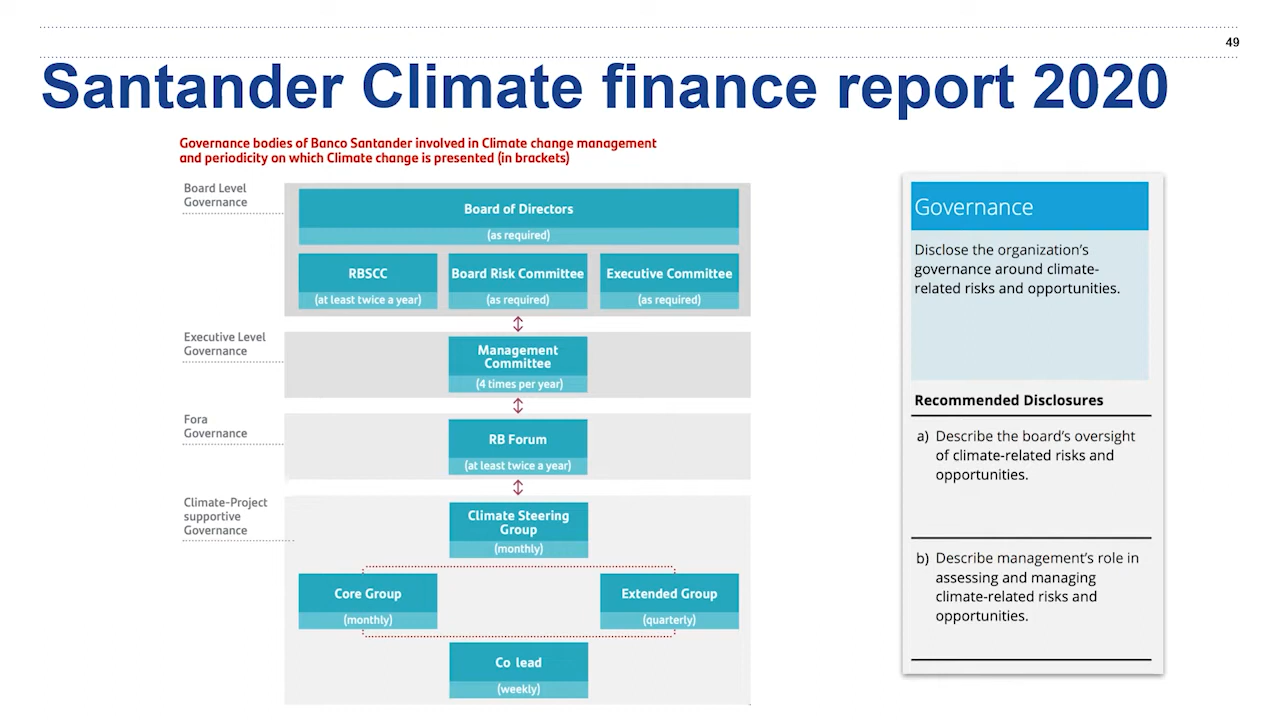 49
Santander Climate finance report 2020
Governance bodies of Banco Santander involved in Climate change management
and periodicity on which Climate change is presented (in brackets)
Board Level
Governance
Board of Directors
(as required)
RBSCC
(at least twice a year)
Board Risk Committee
(as required)
Executive Committee
(as required)
Executive Level
Governance
Management
Committee
(4 times per year)
Fora
Governance
RB Forum
(at least twice a year)
Climate-Project
supportive
Governance
Climate Steering
Group
(monthly)
Core Group
(monthly)
Extended Group
(quarterly)
Co lead
(weekly)
Governance
Disclose the organization's
governance around climate-
related risks and opportunities.
Recommended Disclosures
a) Describe the board's oversight
of climate-related risks and
opportunities.
b) Describe management's role in
assessing and managing
climate-related risks and
opportunities.